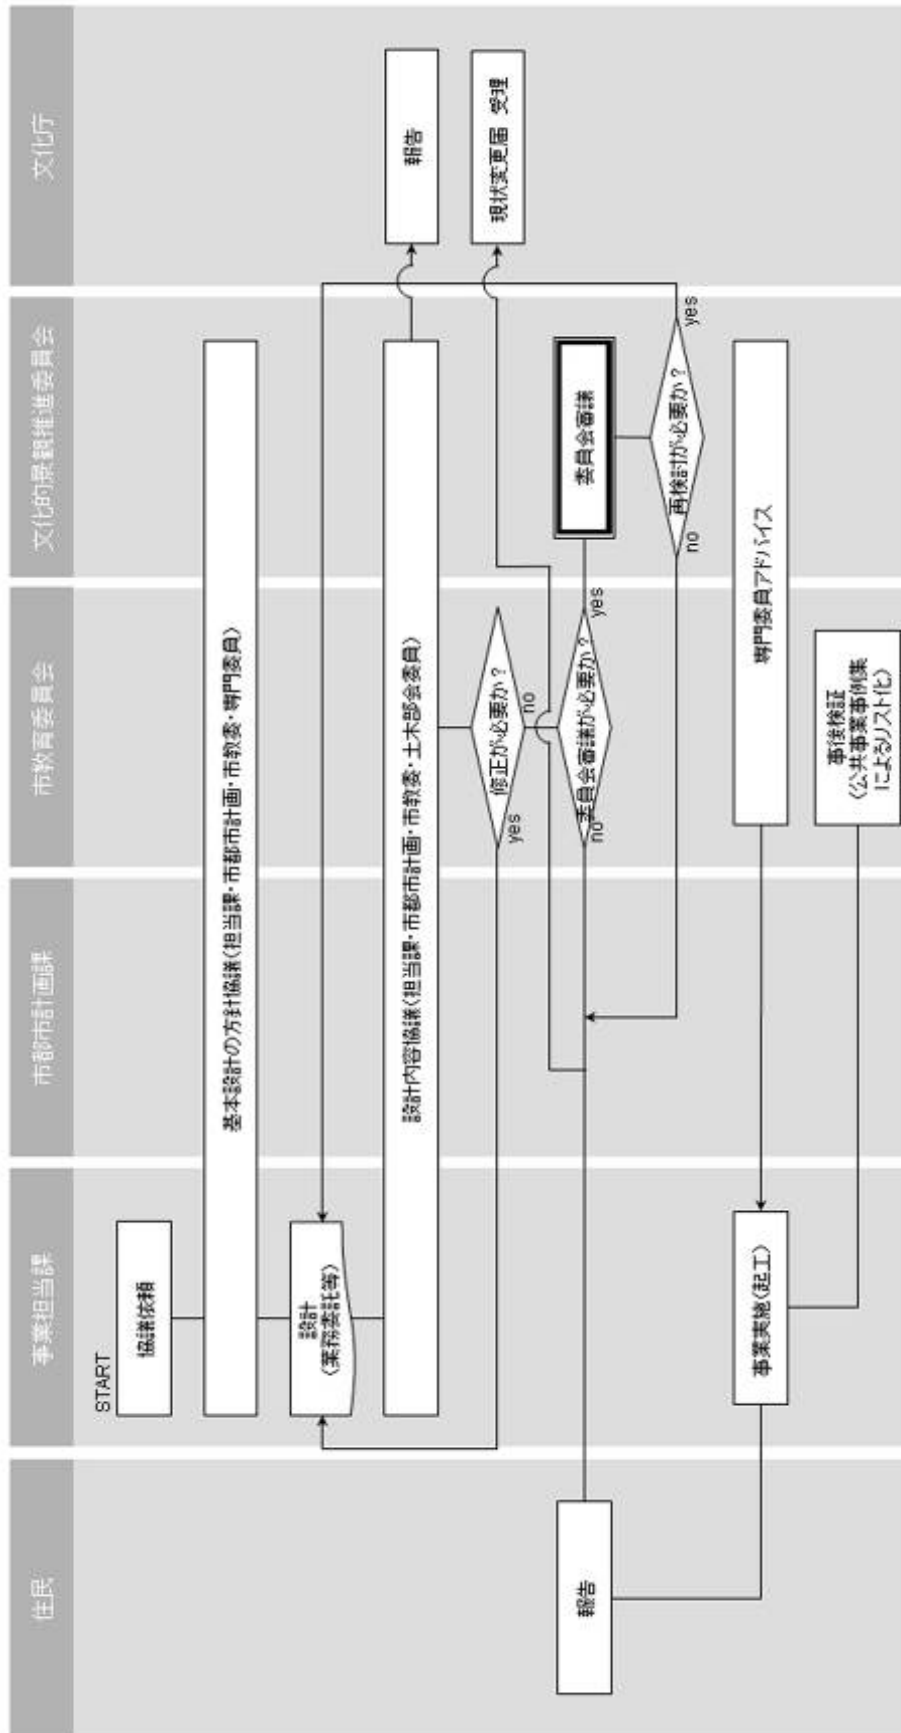 住民
事業担当課
市都市計画課
市教育委員会
文化的景観推進委員会
文化庁
START
協議依頼
基本設計の方針協議(担当課・市都市計画・市教委・専門委員)
設計
(業務委託等)
設計内容協議(担当課・市都市計画・市教委・土木部会委員)
報告
修正が必要か？
yes
no
現状変更届 受理
報告
委員会審議が必要か？
no
yes
委員会審議
再検討が必要か？
no
yes
事業実施(起工)
専門委員アドバイス
事後検証
(公共事業事例集
によるリスト化)